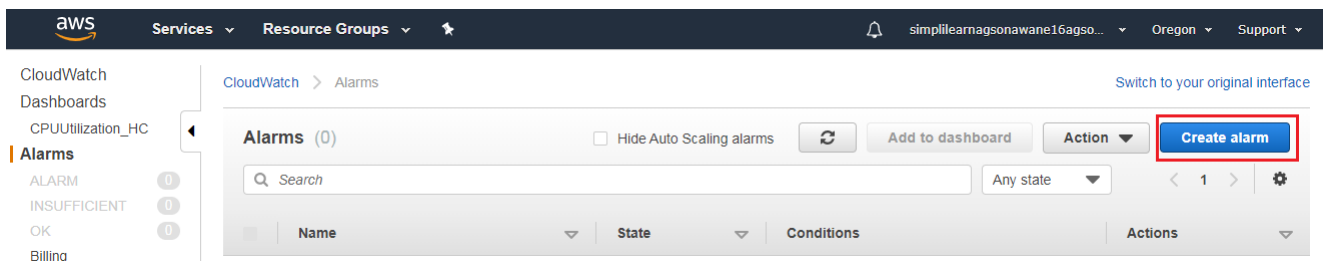 aws Services Resource Groups simplilearnagsonawane16agso... Oregon Support
CloudWatch
Dashboards
CPUUtilization_HC
Alarms
ALARM 0
INSUFFICIENT 0
OK 0
Billing
CloudWatch > Alarms Switch to your original interface
Alarms (0) Hide Auto Scaling alarms Add to dashboard Action Create alarm
Search Any state < 1 >
Name State Conditions Actions